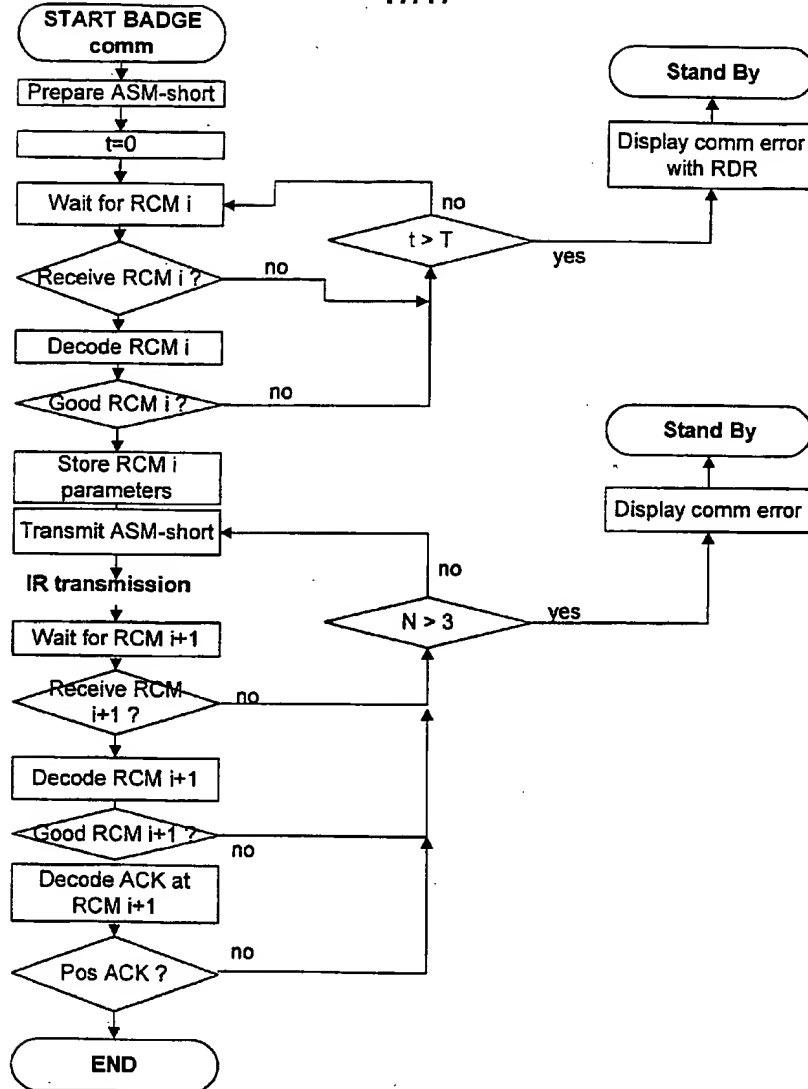 START BADGE
comm
Prepare ASM-short
t=0
Wait for RCM i
Receive RCM i ?
no
Decode RCM i
Good RCM i ?
no
t > T
no
yes
Display comm error
with RDR
Stand By
Store RCM i
parameters
Transmit ASM-short
IR transmission
Wait for RCM i+1
Receive RCM
i+1 ?
no
N > 3
no
yes
Display comm error
Stand By
Decode RCM i+1
Good RCM i+1 ?
no
Decode ACK at
RCM i+1
Pos ACK ?
no
END